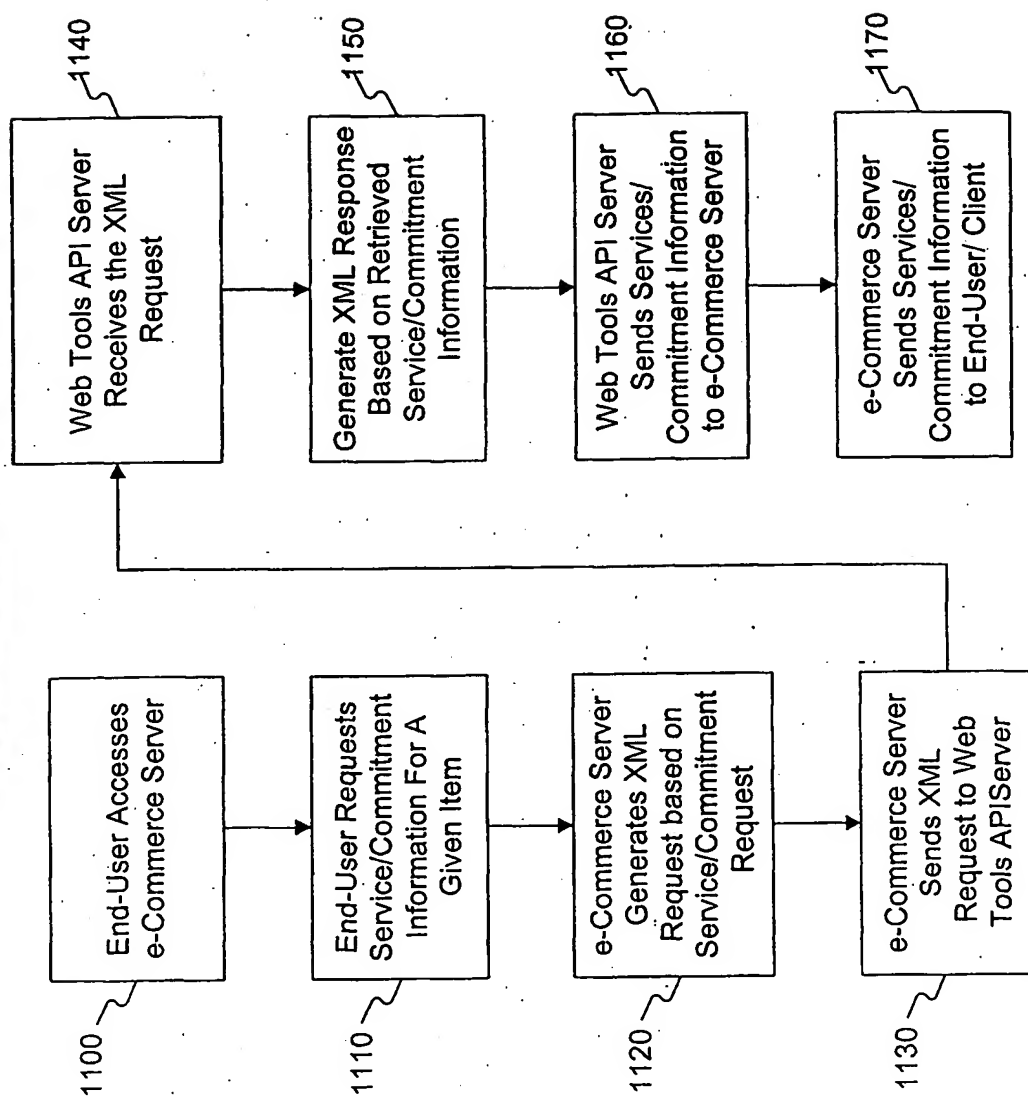 1100
End-User Accesses
e-Commerce Server
1110
End-User Requests
Service/Commitment
Information For A
Given Item
1120
e-Commerce Server
Generates XML
Request based on
Service/Commitment
Request
1130
e-Commerce Server
Sends XML
Request to Web
Tools APIServer
1140
Web Tools API Server
Receives the XML
Request
1150
Generate XML Response
Based on Retrieved
Service/Commitment
Information
1160
Web Tools API Server
Sends Services/
Commitment Information
to e-Commerce Server
1170
e-Commerce Server
Sends Services/
Commitment Information
to End-User/ Client